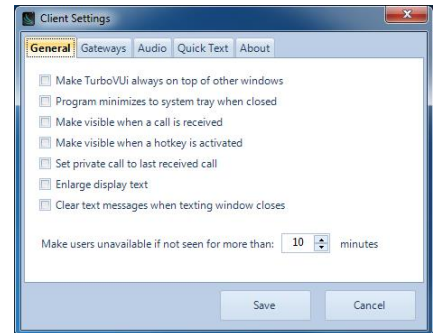 Client Settings
General Gateways Audio Quick Text About
Make TurboVUi always on top of other windows
Program minimizes to system tray when closed
Make visible when a call is received
Make visible when a hotkey is activated
Set private call to last received call
Enlarge display text
Clear text messages when texting window closes
Make users unavailable if not seen for more than: 10 minutes
Save Cancel